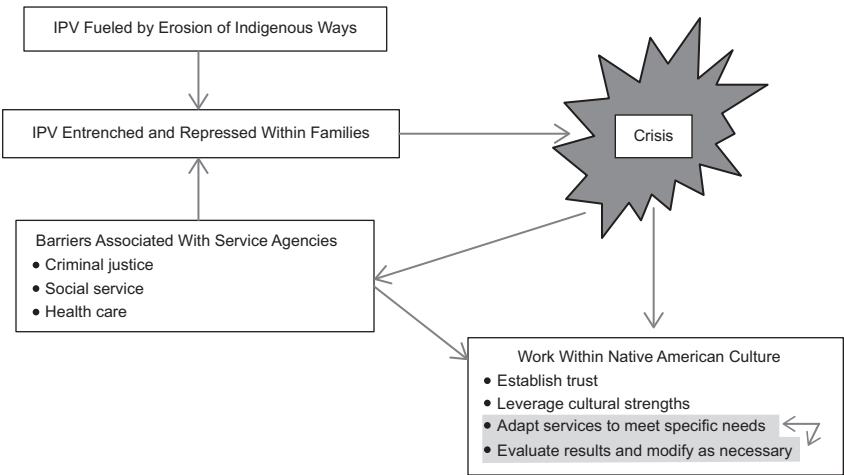 IPV Fueled by Erosion of Indigenous Ways
IPV Entrenched and Repressed Within Families
Crisis
Barriers Associated With Service Agencies
• Criminal justice
• Social service
• Health care
Work Within Native American Culture
• Establish trust
• Leverage cultural strengths
• Adapt services to meet specific needs
• Evaluate results and modify as necessary